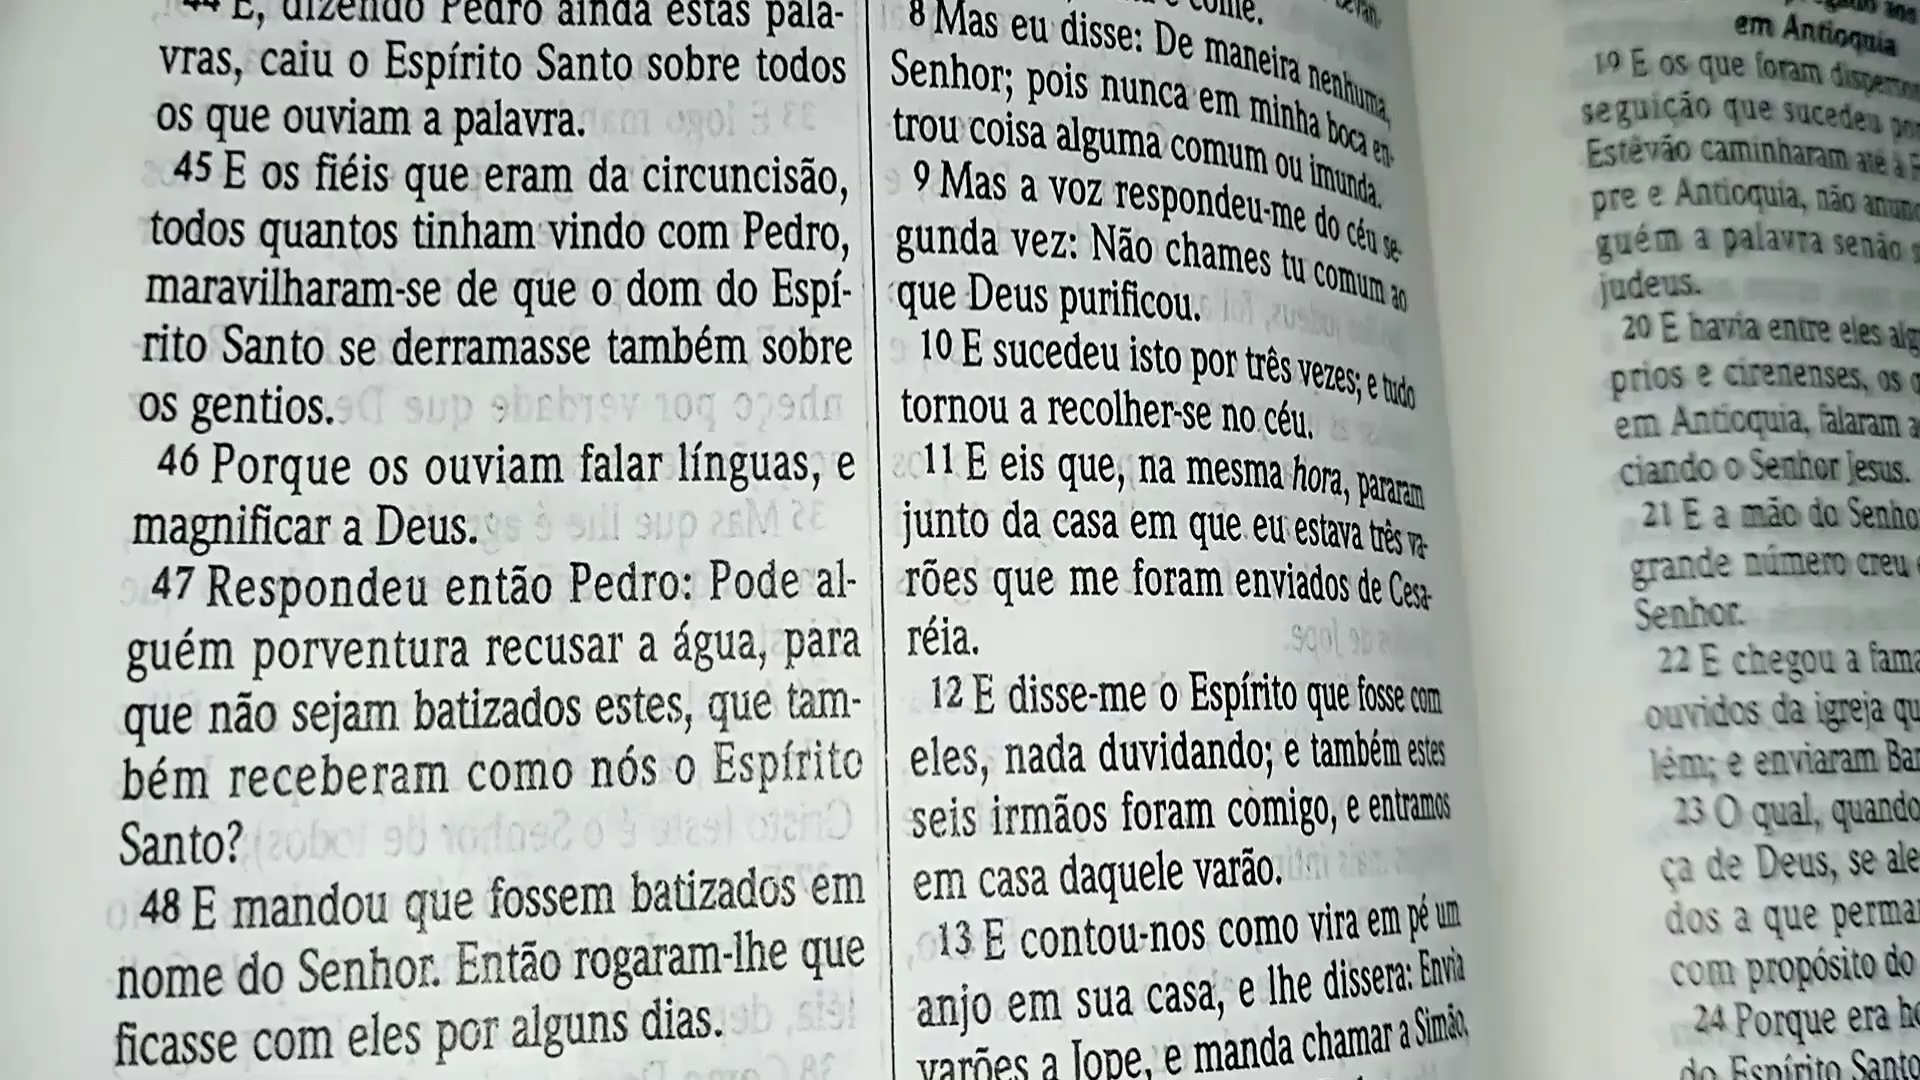 44 E, dizendo Pedro ainda estas pala-
vras, caiu o Espírito Santo sobre todos
os que ouviam a palavra.
45 E os fiéis que eram da circuncisão,
todos quantos tinham vindo com Pedro,
maravilharam-se de que o dom do Espí-
rito Santo se derramasse também sobre
os gentios.
46 Porque os ouviam falar línguas, e
magnificar a Deus.
47 Respondeu então Pedro: Pode al-
guém porventura recusar a água, para
que não sejam batizados estes, que tam-
bém receberam como nós o Espírito
Santo?
48 E mandou que fossem batizados em
nome do Senhor. Então rogaram-lhe que
ficasse com eles por alguns dias.
come.
8 Mas eu disse: De maneira nenhuma,
Senhor; pois nunca em minha boca en-
trou coisa alguma comum ou imunda.
9 Mas a voz respondeu-me do céu se-
gunda vez: Não chames tu comum ao
que Deus purificou.
10 E sucedeu isto por três vezes; e tudo
tornou a recolher-se no céu.
11 E eis que, na mesma hora, pararam
junto da casa em que eu estava três va-
rões que me foram enviados de Cesa-
réia.
12 E disse-me o Espírito que fosse com
eles, nada duvidando; e também estes
seis irmãos foram comigo, e entramos
em casa daquele varão.
13 E contou-nos como vira em pé um
anjo em sua casa, e lhe dissera: Envia
varões a Jope, e manda chamar a Simão,
em Antioquia
19 E os que foram
seguição que sucedeu
Estêvão caminharam até à
pre e Antioquia, não
guém a palavra senão
judeus.
20 E havia entre eles
prios e cirenenses, os
em Antioquia, falaram
ciando o Senhor Jesus.
21 E a mão do
grande número creu
Senhor.
22 E chegou a
ouvidos da igreja
lém; e enviaram
23 O qual, quando
ça de Deus, se
dos a que
com propósito do
24 Porque era
do Espírito Santo